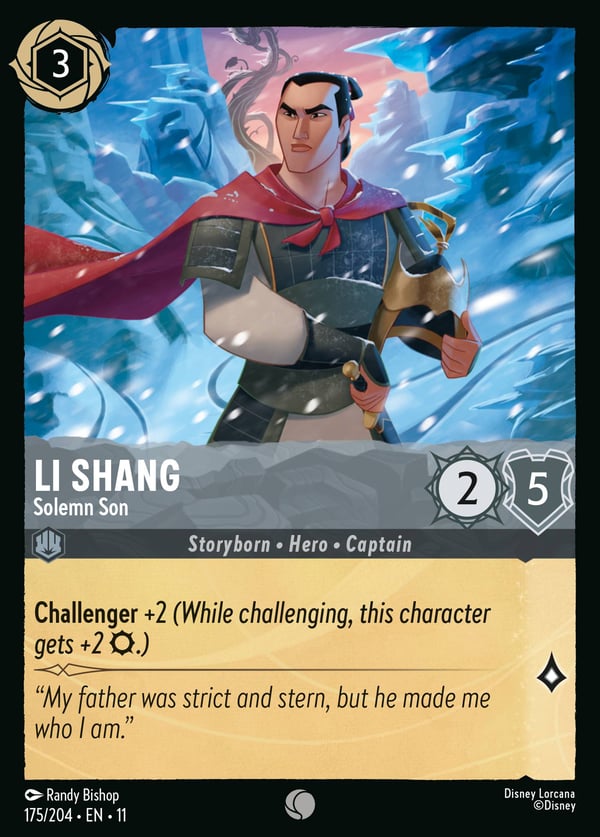 3
LI SHANG
Solemn Son
2
5
Storyborn • Hero • Captain
Challenger +2 (While challenging, this character
gets +2 .)
“My father was strict and stern, but he made me
who I am.”
Randy Bishop
175/204 • EN • 11
Disney Lorcana
©Disney